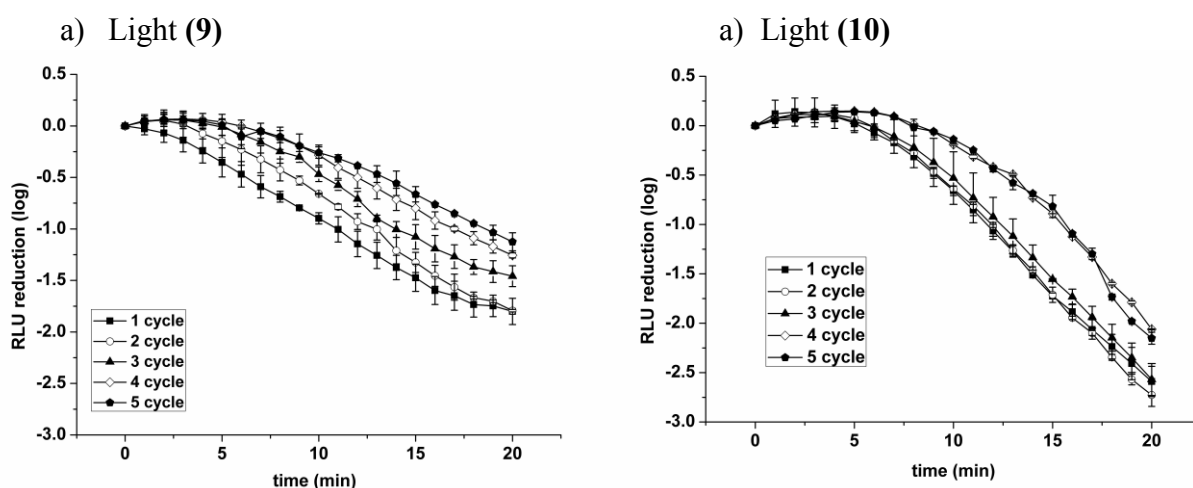 a) Light (9)
0.5
0.0
-0.5
-1.0
-1.5
-2.0
-2.5
-3.0
RLU reduction (log)
1 cycle
2 cycle
3 cycle
4 cycle
5 cycle
0 5 10 15 20
time (min)
a) Light (10)
0.5
0.0
-0.5
-1.0
-1.5
-2.0
-2.5
-3.0
RLU reduction (log)
1 cycle
2 cycle
3 cycle
4 cycle
5 cycle
0 5 10 15 20
time (min)